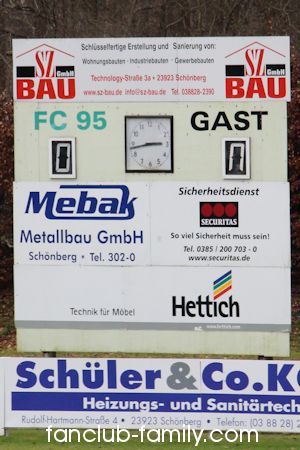 Schlüsselfertige Erstellung und Sanierung von:
Wohnungsbauten · Industriebauten · Gewerbebauten
SZ GmbH BAU
Technology-Straße 3a • 23923 Schönberg
www.sz-bau.de info@sz-bau.de Tel. 038828-2390
SZ GmbH BAU
FC 95
GAST
0
0
Mebak
Metallbau GmbH
Schönberg • Tel. 302-0
Sicherheitsdienst
SECURITAS
So viel Sicherheit muss sein!
Tel. 0385 / 200 703 - 0
www.securitas.de
Technik für Möbel
Hettich
www.hettich.com
Schüler & Co. KG
Heizungs- und Sanitärtech
Rudolf-Hartmann-Straße 4 • 23923 Schönberg • Telefon: (03 88 28)
fanclub-family.com